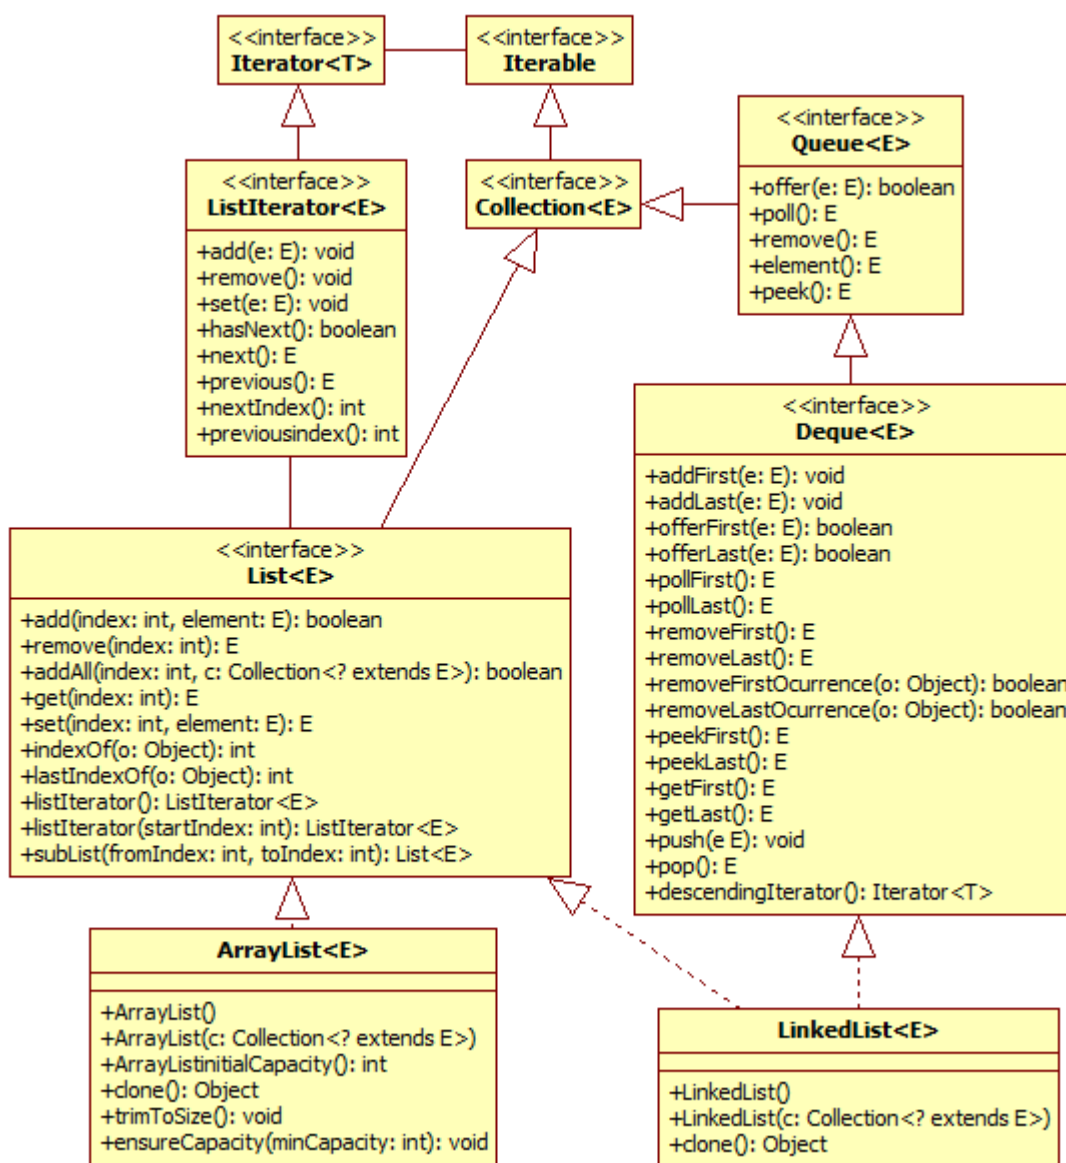 <<interface>>
Iterator<T>
<<interface>>
Iterable
<<interface>>
Queue<E>
+offer(e: E): boolean
+poll(): E
+remove(): E
+element(): E
+peek(): E
<<interface>>
ListIterator<E>
+add(e: E): void
+remove(): void
+set(e: E): void
+hasNext(): boolean
+next(): E
+previous(): E
+nextIndex(): int
+previousindex(): int
<<interface>>
Collection<E>
<<interface>>
Deque<E>
+addFirst(e: E): void
+addLast(e: E): void
+offerFirst(e: E): boolean
+offerLast(e: E): boolean
+pollFirst(): E
+pollLast(): E
+removeFirst(): E
+removeLast(): E
+removeFirstOcurrence(o: Object): boolean
+removeLastOcurrence(o: Object): boolean
+peekFirst(): E
+peekLast(): E
+getFirst(): E
+getLast(): E
+push(e E): void
+pop(): E
+descendingIterator(): Iterator<T>
<<interface>>
List<E>
+add(index: int, element: E): boolean
+remove(index: int): E
+addAll(index: int, c: Collection<? extends E>): boolean
+get(index: int): E
+set(index: int, element: E): E
+indexOf(o: Object): int
+lastIndexOf(o: Object): int
+listIterator(): ListIterator<E>
+listIterator(startIndex: int): ListIterator<E>
+subList(fromIndex: int, toIndex: int): List<E>
ArrayList<E>
+ArrayList()
+ArrayList(c: Collection<? extends E>)
+ArrayListinitialCapacity(): int
+clone(): Object
+trimToSize(): void
+ensureCapacity(minCapacity: int): void
LinkedList<E>
+LinkedList()
+LinkedList(c: Collection<? extends E>)
+clone(): Object